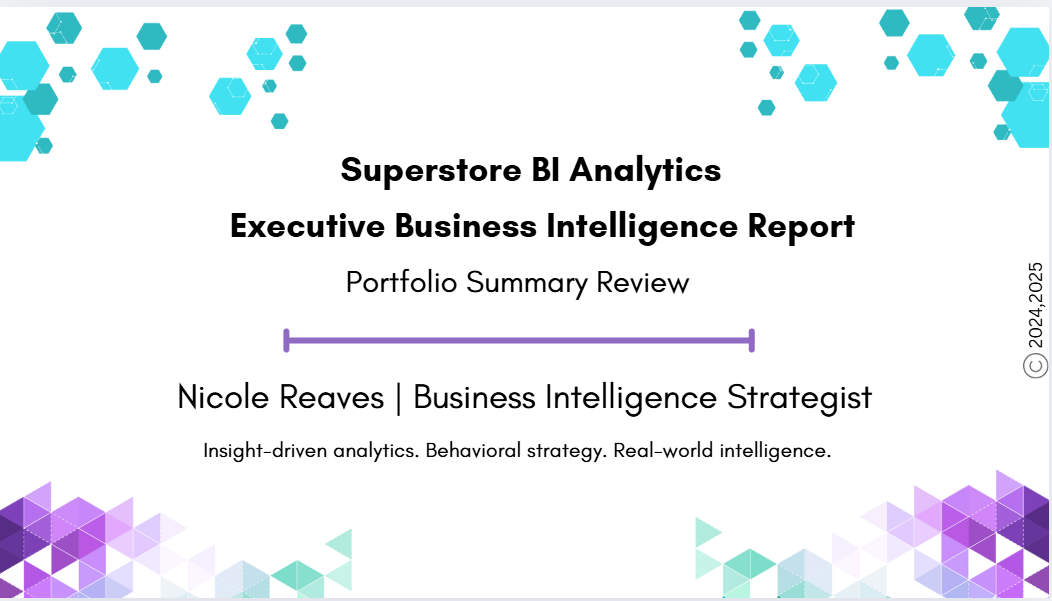 Superstore BI Analytics
Executive Business Intelligence Report
Portfolio Summary Review
Nicole Reaves | Business Intelligence Strategist
Insight-driven analytics. Behavioral strategy. Real-world intelligence.
© 2024,2025